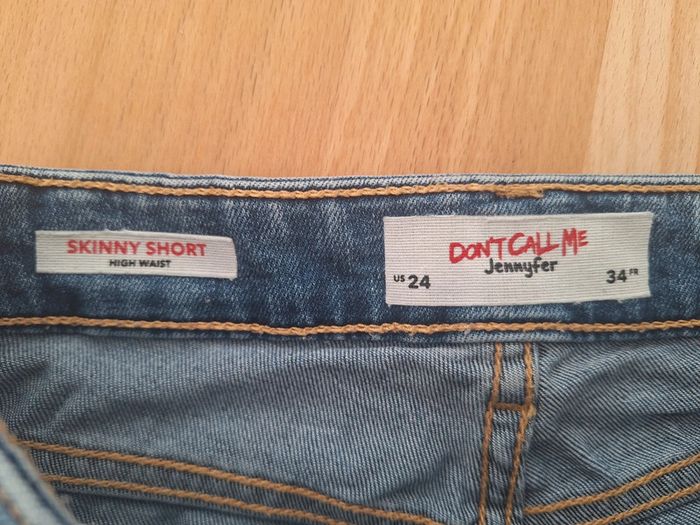 SKINNY SHORT
HIGH WAIST
DON'T CALL ME
Jennyfer
US 24
34 FR